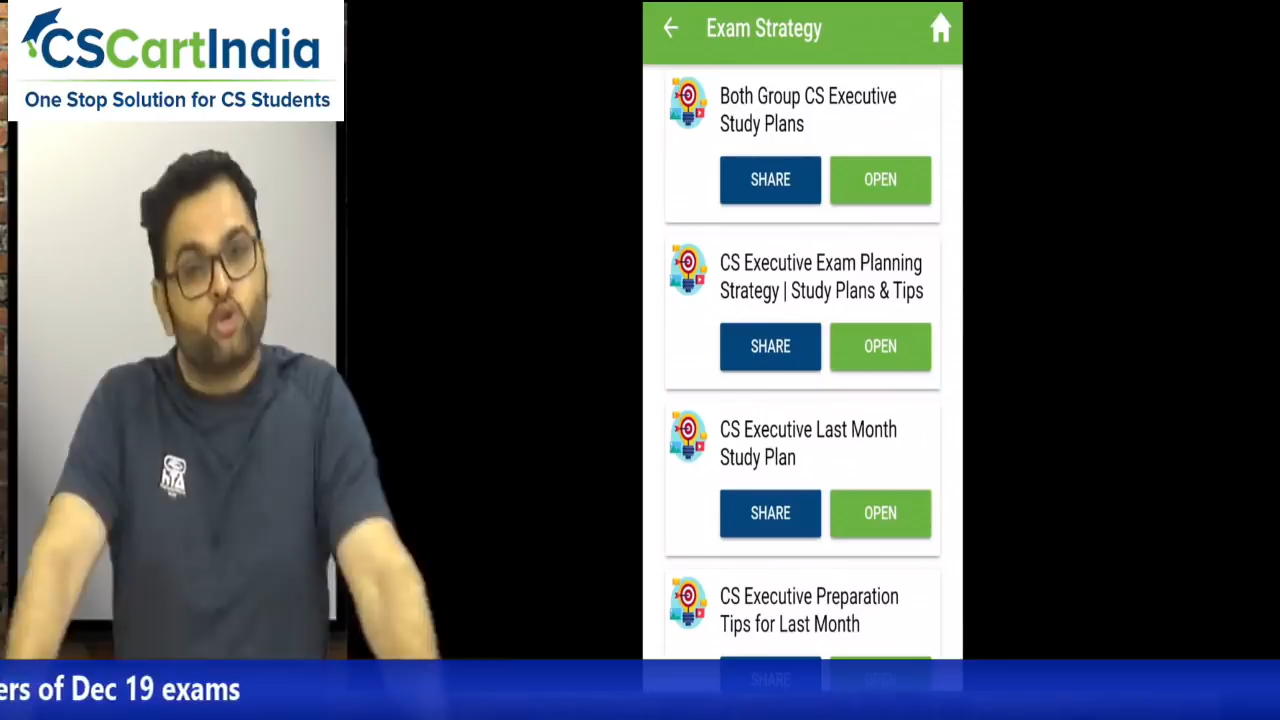 CSCartIndia
One Stop Solution for CS Students
Exam Strategy
Both Group CS Executive
Study Plans
SHARE
OPEN
CS Executive Exam Planning
Strategy | Study Plans & Tips
SHARE
OPEN
CS Executive Last Month
Study Plan
SHARE
OPEN
CS Executive Preparation
Tips for Last Month
SHARE
OPEN
ers of Dec 19 exams